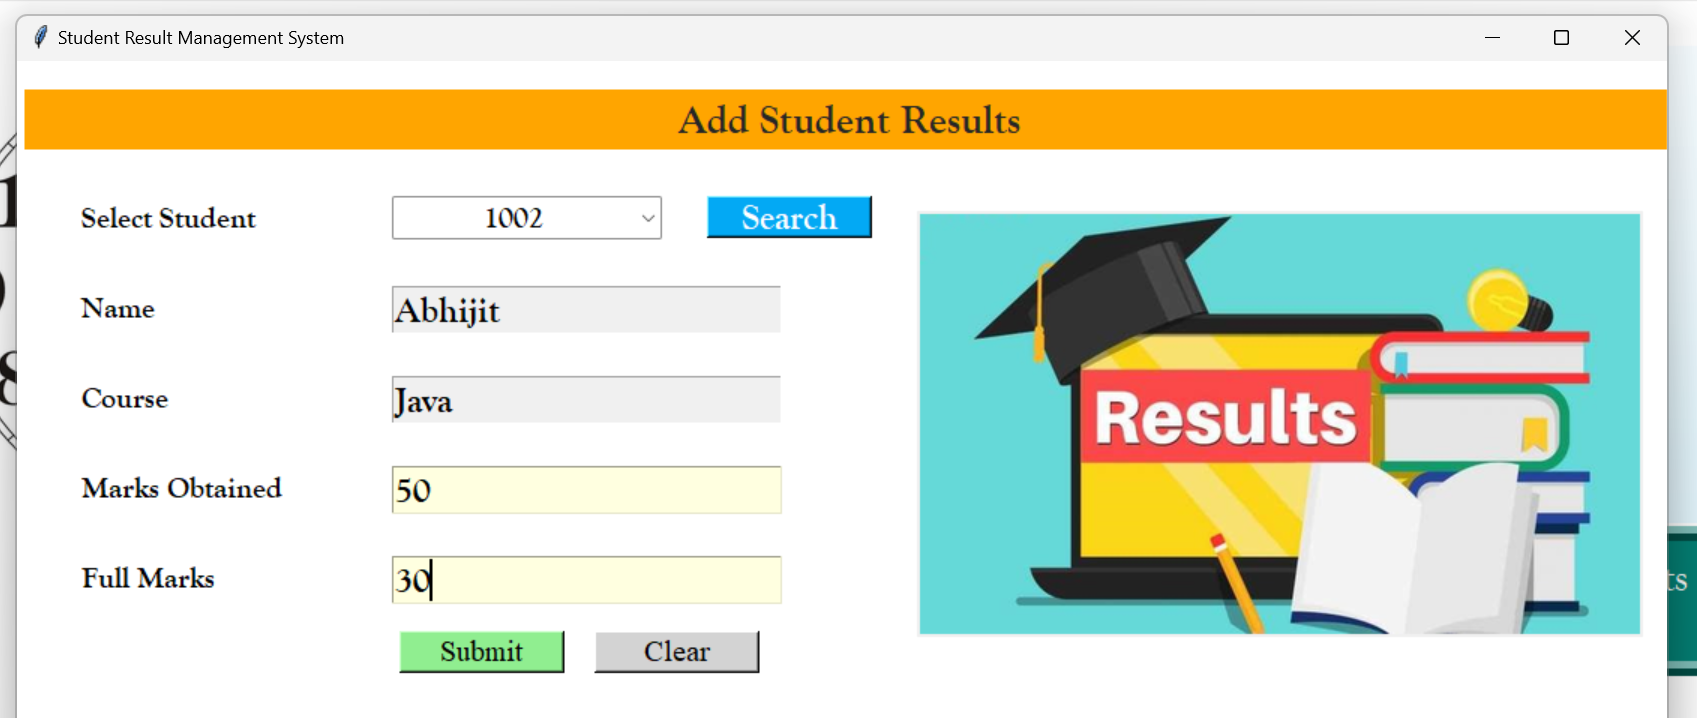 Student Result Management System
Add Student Results
Select Student 1002 Search
Name Abhijit
Course Java
Marks Obtained 50
Full Marks 30
Submit Clear
Results